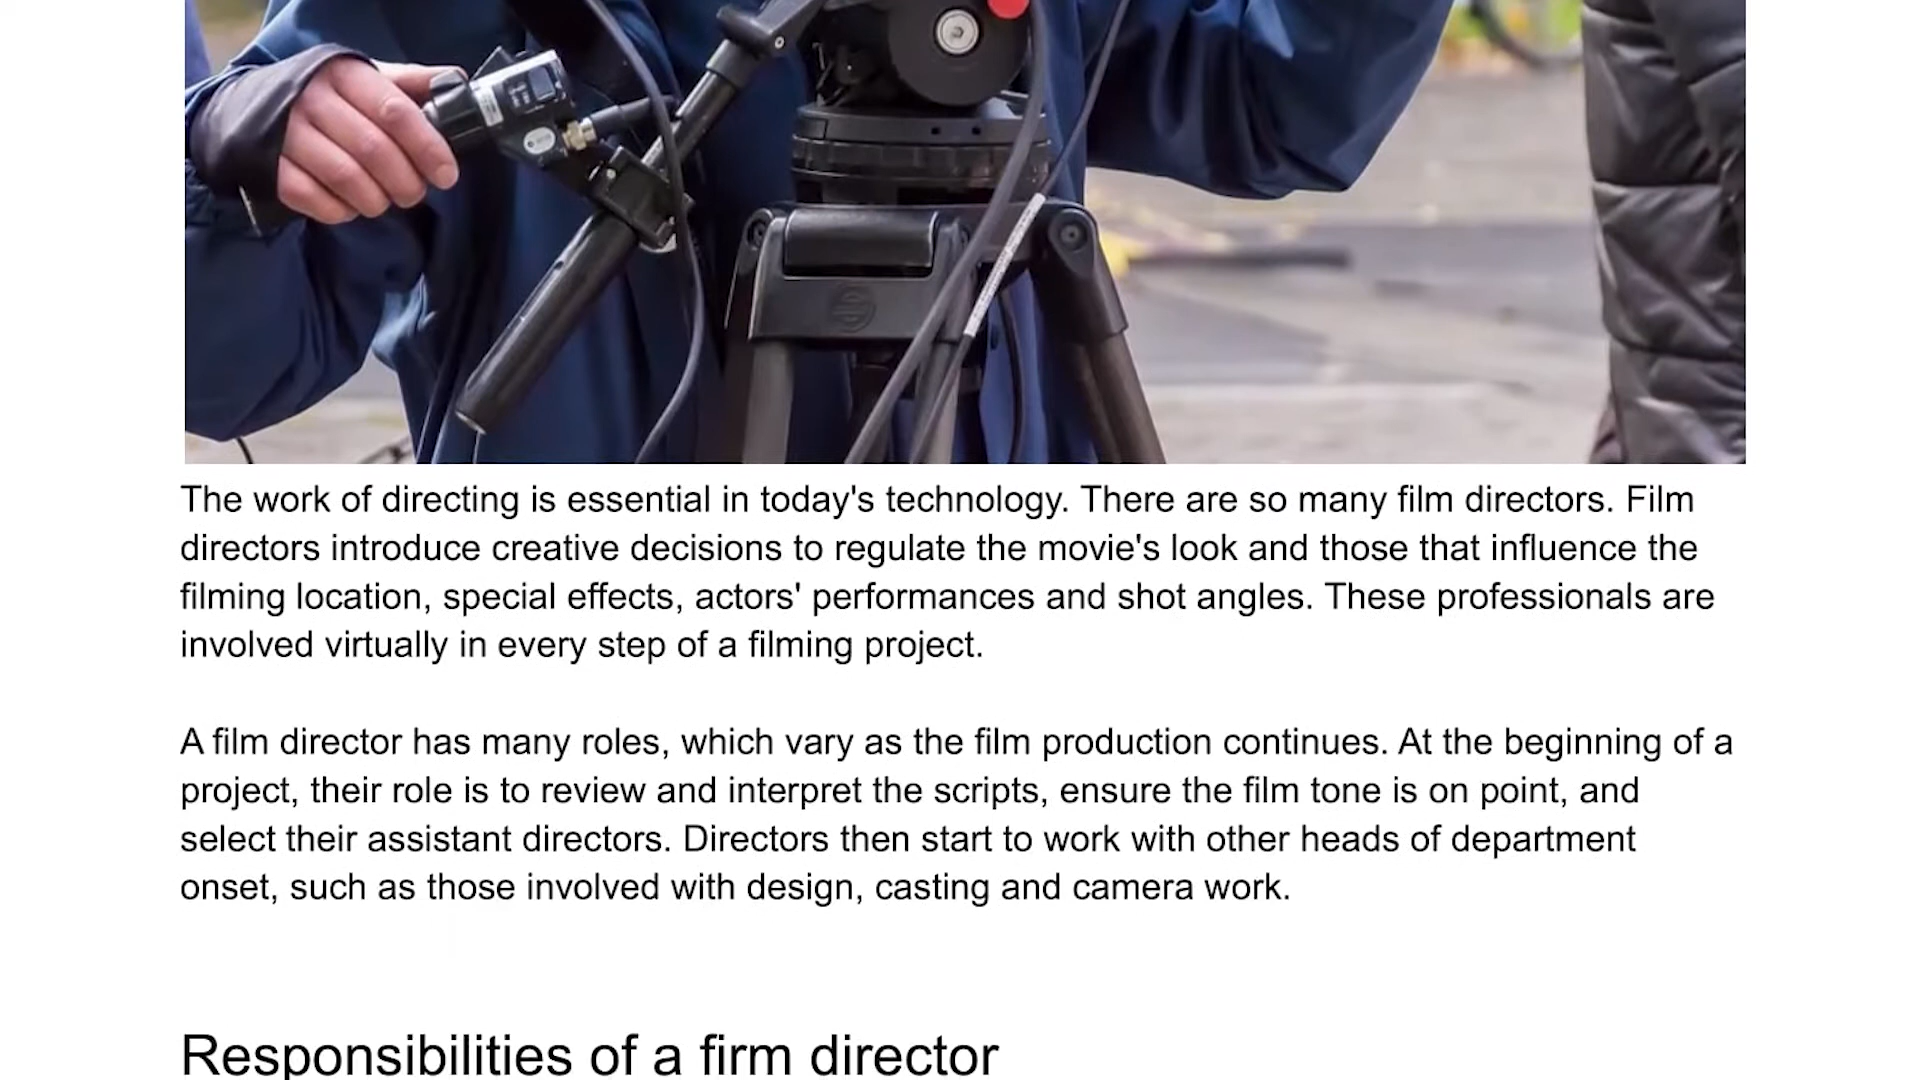 The work of directing is essential in today's technology. There are so many film directors. Film
directors introduce creative decisions to regulate the movie's look and those that influence the
filming location, special effects, actors' performances and shot angles. These professionals are
involved virtually in every step of a filming project.
A film director has many roles, which vary as the film production continues. At the beginning of a
project, their role is to review and interpret the scripts, ensure the film tone is on point, and
select their assistant directors. Directors then start to work with other heads of department
onset, such as those involved with design, casting and camera work.
Responsibilities of a firm director